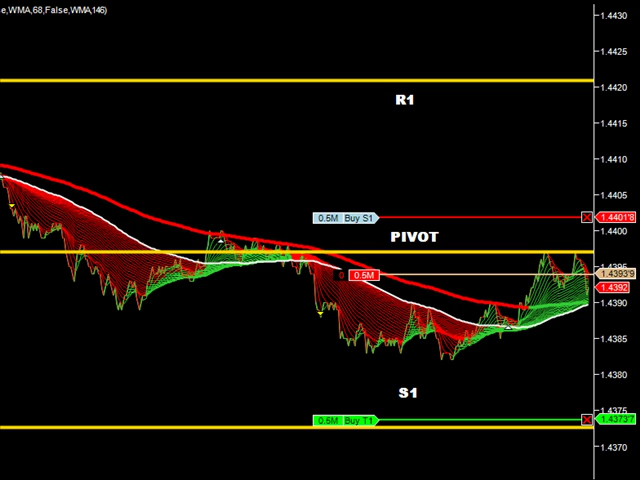 e,WMA,68,False,WMA,146)
1.4430
1.4425
1.4420
R1
1.4415
1.4410
1.4405
0.5M Buy S1
1.4401'8
1.4400
PIVOT
1.4395
0 0.5M
1.4393'9
1.4392
1.4390
1.4385
1.4380
S1
1.4375
0.5M Buy T1
1.4373'7
1.4370